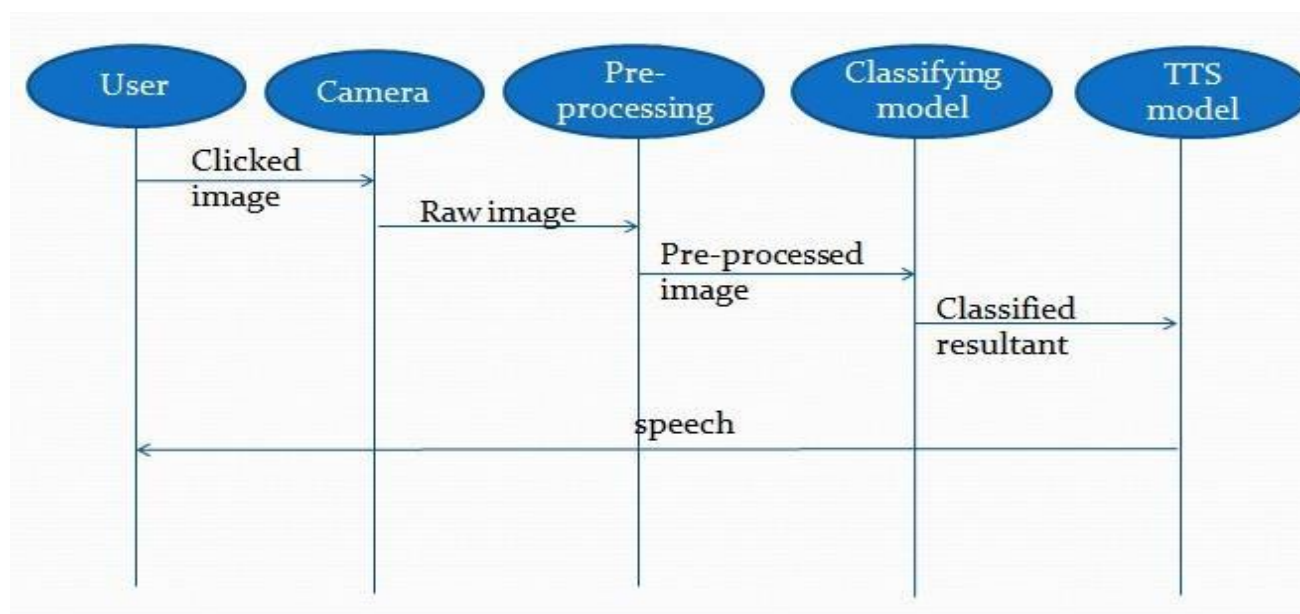 User
Camera
Pre-
processing
Classifying
model
TTS
model
Clicked
image
Raw image
Pre-processed
image
Classified
resultant
speech